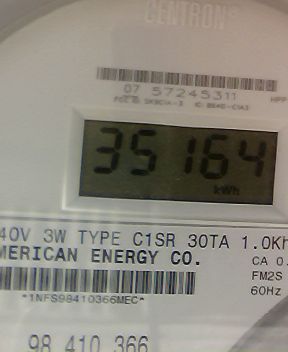 CENTRON®
07 57245311
35164
kWh
40V 3W TYPE C1SR 30TA 1.0Kh
MERICAN ENERGY CO.
CA 0.
FM2S
60Hz
*1NFS98410366MEC*
98 410 366